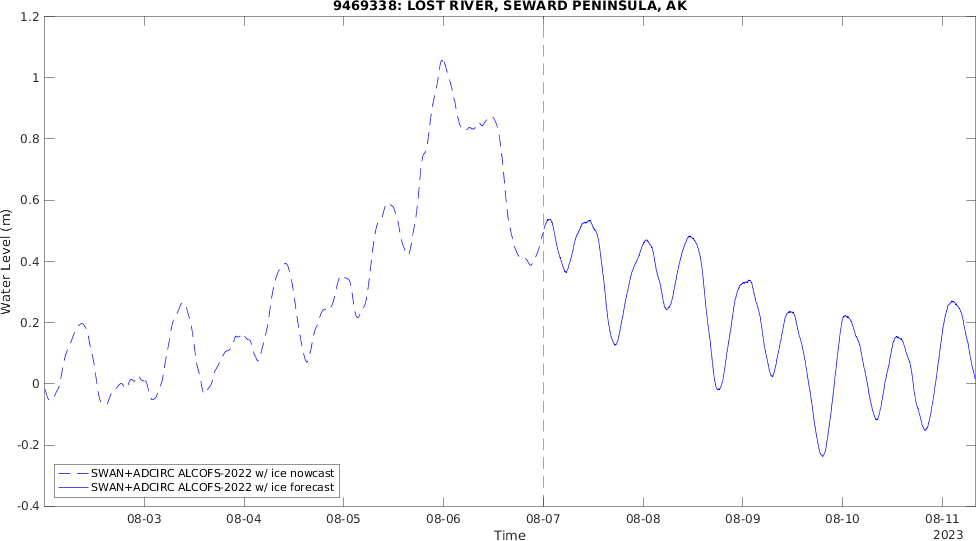 9469338: LOST RIVER, SEWARD PENINSULA, AK
1.2
1
0.8
0.6
0.4
0.2
0
-0.2
-0.4
Water Level (m)
SWAN+ADCIRC ALCOFS-2022 w/ ice nowcast
SWAN+ADCIRC ALCOFS-2022 w/ ice forecast
08-03 08-04 08-05 08-06 08-07 08-08 08-09 08-10 08-11
Time
2023